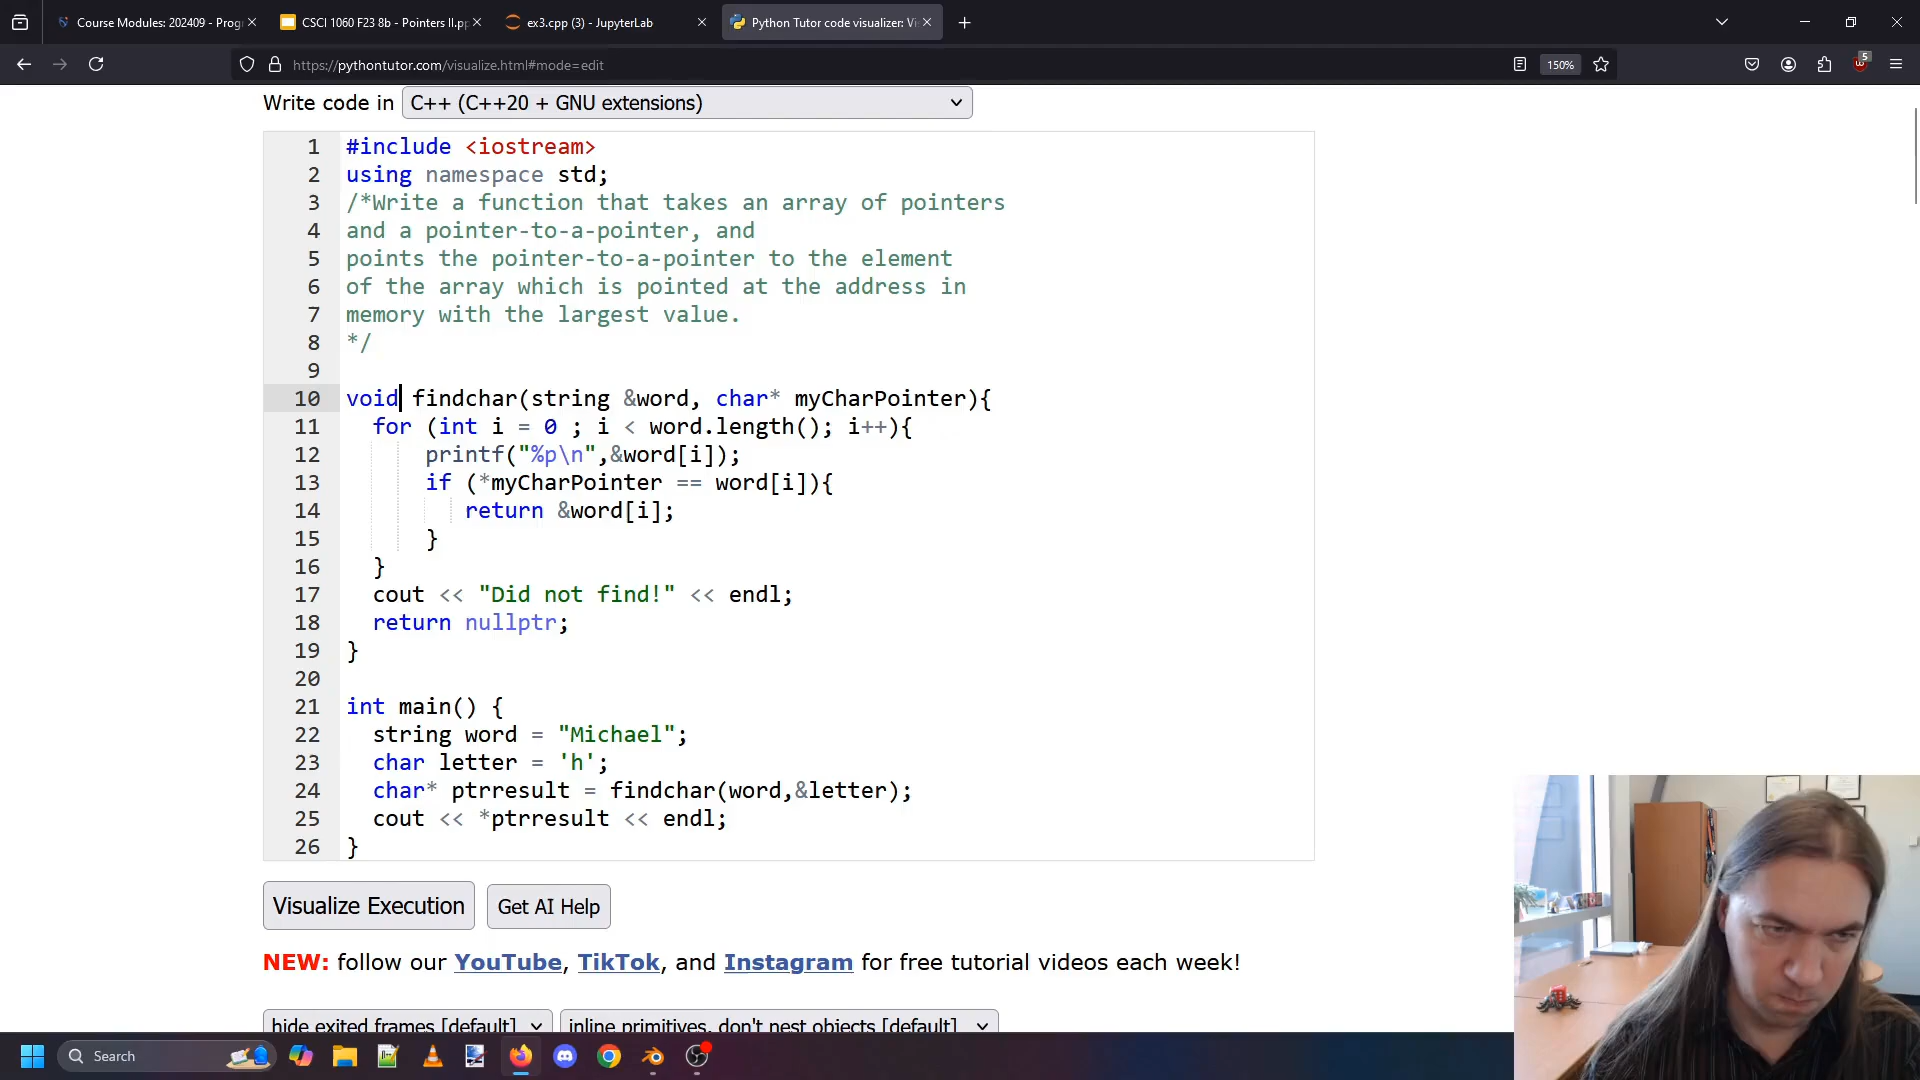 Course Modules: 202409 - Prog
CSCI 1060 F23 8b - Pointers II.pp
ex3.cpp (3) - JupyterLab
Python Tutor code visualizer: Vi
https://pythontutor.com/visualize.html#mode=edit
150%
5
Write code in C++ (C++20 + GNU extensions)
1 #include <iostream>
2 using namespace std;
3 /*Write a function that takes an array of pointers
4 and a pointer-to-a-pointer, and
5 points the pointer-to-a-pointer to the element
6 of the array which is pointed at the address in
7 memory with the largest value.
8 */
9
10 void findchar(string &word, char* myCharPointer){
11 for (int i = 0 ; i < word.length(); i++){
12 printf("%p\n",&word[i]);
13 if (*myCharPointer == word[i]){
14 return &word[i];
15 }
16 }
17 cout << "Did not find!" << endl;
18 return nullptr;
19 }
20
21 int main() {
22 string word = "Michael";
23 char letter = 'h';
24 char* ptrresult = findchar(word,&letter);
25 cout << *ptrresult << endl;
26 }
Visualize Execution
Get AI Help
NEW: follow our YouTube, TikTok, and Instagram for free tutorial videos each week!
hide exited frames [default]
inline primitives, don't nest objects [default]
Search